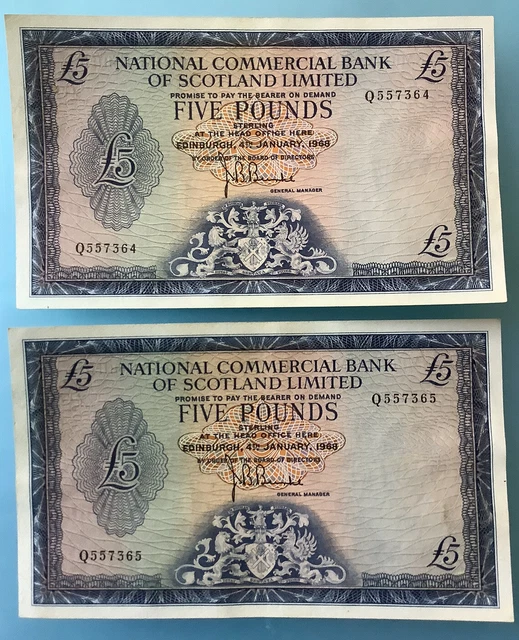 £5 £5
NATIONAL COMMERCIAL BANK
OF SCOTLAND LIMITED
PROMISE TO PAY THE BEARER ON DEMAND
Q557364
FIVE POUNDS
STERLING
AT THE HEAD OFFICE HERE
EDINBURGH, 4TH JANUARY, 1968
BY ORDER OF THE BOARD OF DIRECTORS
GENERAL MANAGER
£5
Q557364
£5
£5 £5
NATIONAL COMMERCIAL BANK
OF SCOTLAND LIMITED
PROMISE TO PAY THE BEARER ON DEMAND
Q557365
FIVE POUNDS
STERLING
AT THE HEAD OFFICE HERE
EDINBURGH, 4TH JANUARY, 1968
BY ORDER OF THE BOARD OF DIRECTORS
GENERAL MANAGER
£5
Q557365
£5